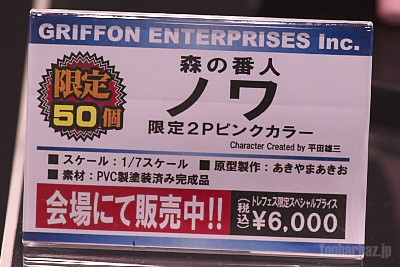 GRIFFON ENTERPRISES Inc.
限定
50個
森の番人
ノワ
限定2Pピンクカラー
Character Created by 平田雄三
■スケール：1/7スケール ■原型製作：あきやまあきお
■素材：PVC製塗装済み完成品
会場にて販売中!!
トレフェス限定スペシャルプライス
(税込)¥6,000
foobarbaz.jp